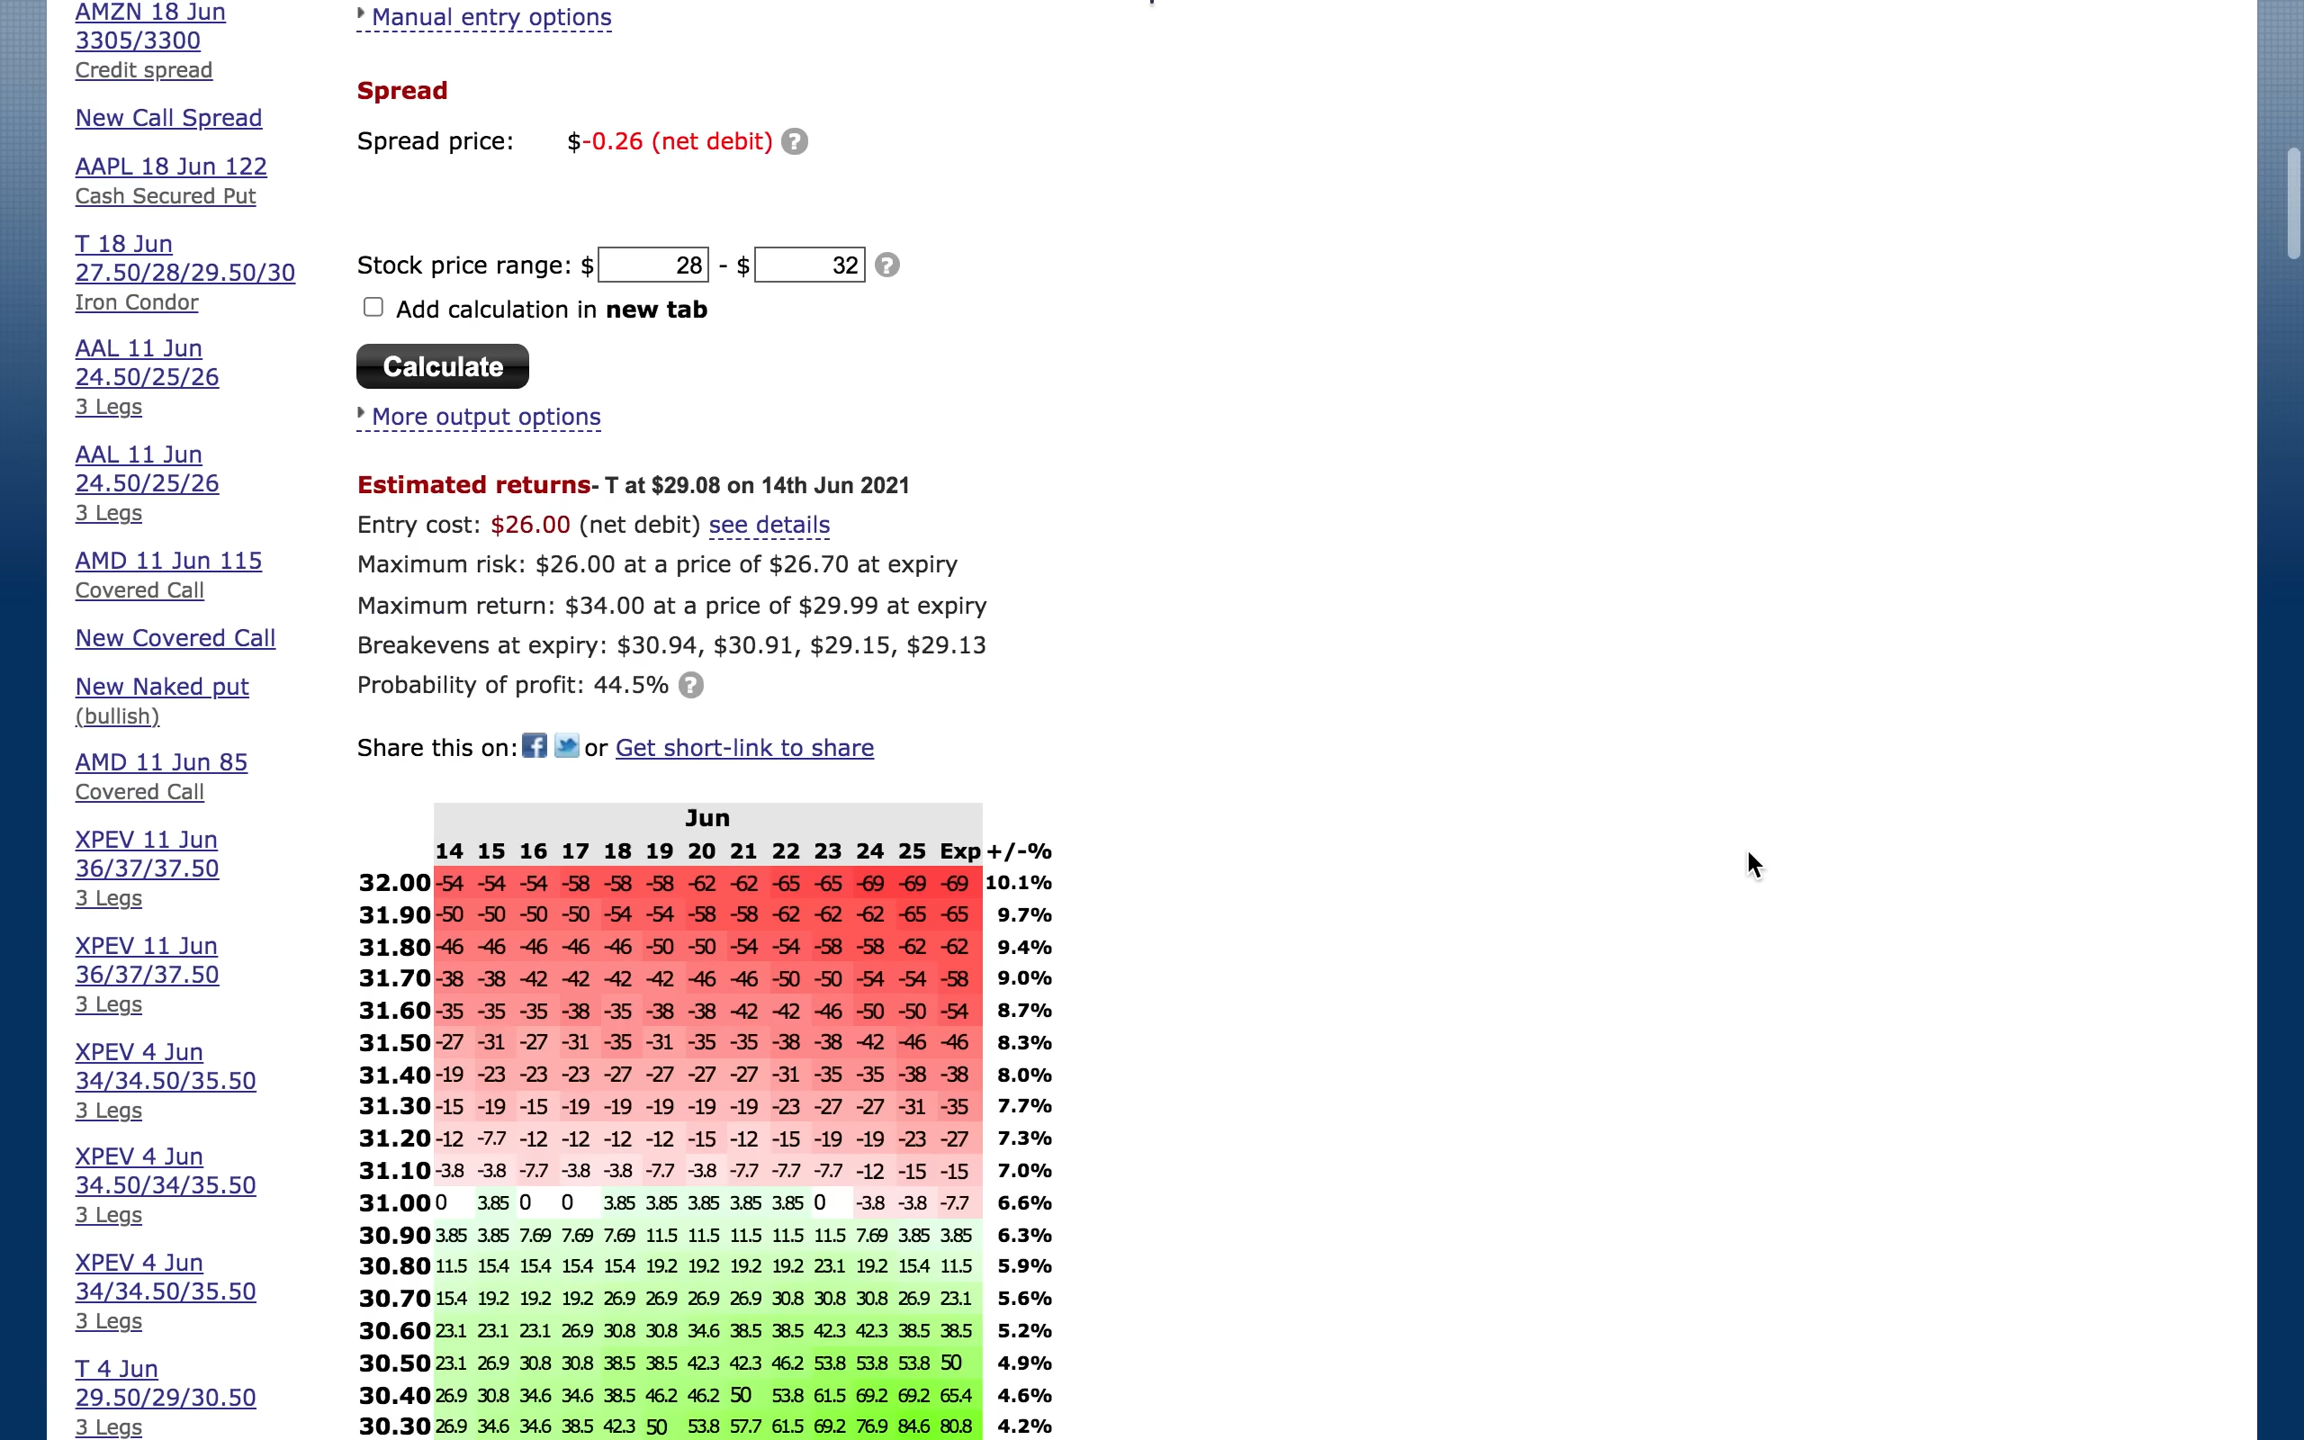 AMZN 18 Jun
3305/3300
Credit spread
New Call Spread
AAPL 18 Jun 122
Cash Secured Put
T 18 Jun
27.50/28/29.50/30
Iron Condor
AAL 11 Jun
24.50/25/26
3 Legs
AAL 11 Jun
24.50/25/26
3 Legs
AMD 11 Jun 115
Covered Call
New Covered Call
New Naked put
(bullish)
AMD 11 Jun 85
Covered Call
XPEV 11 Jun
36/37/37.50
3 Legs
XPEV 11 Jun
36/37/37.50
3 Legs
XPEV 4 Jun
34/34.50/35.50
3 Legs
XPEV 4 Jun
34.50/34/35.50
3 Legs
XPEV 4 Jun
34/34.50/35.50
3 Legs
T 4 Jun
29.50/29/30.50
3 Legs
Manual entry options
Spread
Spread price: $-0.26 (net debit) ?
Stock price range: $ 28 - $ 32 ?
Add calculation in new tab
Calculate
More output options
Estimated returns- T at $29.08 on 14th Jun 2021
Entry cost: $26.00 (net debit) see details
Maximum risk: $26.00 at a price of $26.70 at expiry
Maximum return: $34.00 at a price of $29.99 at expiry
Breakevens at expiry: $30.94, $30.91, $29.15, $29.13
Probability of profit: 44.5% ?
Share this on: or Get short-link to share
Jun
14 15 16 17 18 19 20 21 22 23 24 25 Exp +/-%
32.00 -54 -54 -54 -58 -58 -58 -62 -62 -65 -65 -69 -69 -69 10.1%
31.90 -50 -50 -50 -50 -54 -54 -58 -58 -62 -62 -62 -65 -65 9.7%
31.80 -46 -46 -46 -46 -46 -50 -50 -54 -54 -58 -58 -62 -62 9.4%
31.70 -38 -38 -42 -42 -42 -42 -46 -46 -50 -50 -54 -54 -58 9.0%
31.60 -35 -35 -35 -38 -35 -38 -38 -42 -42 -46 -50 -50 -54 8.7%
31.50 -27 -31 -27 -31 -35 -31 -35 -35 -38 -38 -42 -46 -46 8.3%
31.40 -19 -23 -23 -23 -27 -27 -27 -27 -31 -35 -35 -38 -38 8.0%
31.30 -15 -19 -15 -19 -19 -19 -19 -19 -23 -27 -27 -31 -35 7.7%
31.20 -12 -7.7 -12 -12 -12 -12 -15 -12 -15 -19 -19 -23 -27 7.3%
31.10 -3.8 -3.8 -7.7 -3.8 -3.8 -7.7 -3.8 -7.7 -7.7 -7.7 -12 -15 -15 7.0%
31.00 0 3.85 0 0 3.85 3.85 3.85 3.85 3.85 0 -3.8 -3.8 -7.7 6.6%
30.90 3.85 3.85 7.69 7.69 7.69 11.5 11.5 11.5 11.5 11.5 7.69 3.85 3.85 6.3%
30.80 11.5 15.4 15.4 15.4 15.4 19.2 19.2 19.2 19.2 23.1 19.2 15.4 11.5 5.9%
30.70 15.4 19.2 19.2 19.2 26.9 26.9 26.9 26.9 30.8 30.8 30.8 26.9 23.1 5.6%
30.60 23.1 23.1 23.1 26.9 30.8 30.8 34.6 38.5 38.5 42.3 42.3 38.5 38.5 5.2%
30.50 23.1 26.9 30.8 30.8 38.5 38.5 42.3 42.3 46.2 53.8 53.8 53.8 50 4.9%
30.40 26.9 30.8 34.6 34.6 38.5 46.2 46.2 50 53.8 61.5 69.2 69.2 65.4 4.6%
30.30 26.9 34.6 34.6 38.5 42.3 50 53.8 57.7 61.5 69.2 76.9 84.6 80.8 4.2%